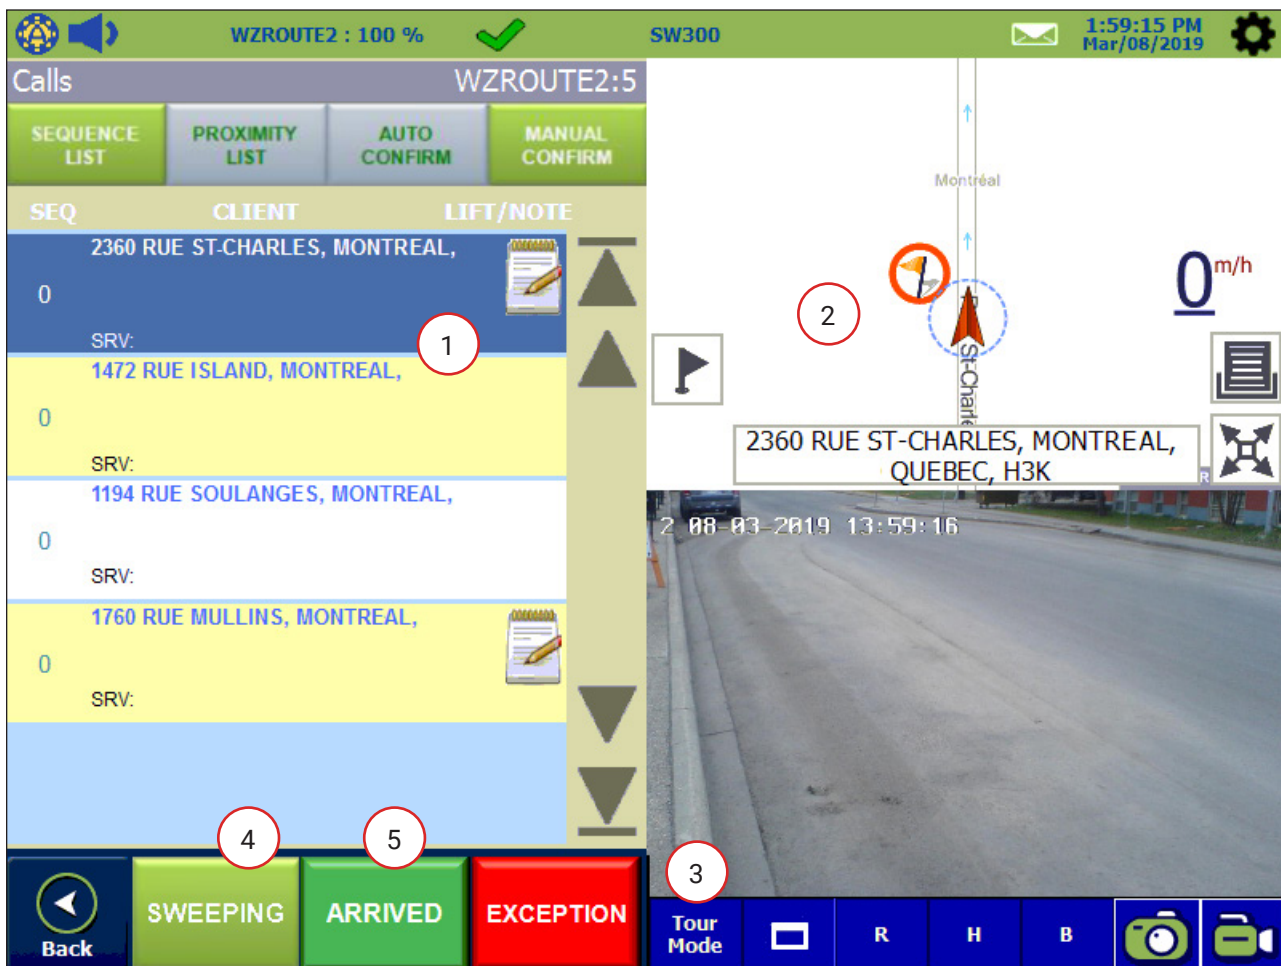 WZROUTE2 : 100 %
SW300
1:59:15 PM
Mar/08/2019
Calls
WZROUTE2:5
SEQUENCE
LIST
PROXIMITY
LIST
AUTO
CONFIRM
MANUAL
CONFIRM
SEQ
CLIENT
LIFT/NOTE
2360 RUE ST-CHARLES, MONTREAL,
0
SRV:
1
1472 RUE ISLAND, MONTREAL,
0
SRV:
1194 RUE SOULANGES, MONTREAL,
0
SRV:
1760 RUE MULLINS, MONTREAL,
0
SRV:
4
5
Back
SWEEPING
ARRIVED
EXCEPTION
Montréal
2
0 m/h
St-Charle
2360 RUE ST-CHARLES, MONTREAL,
QUEBEC, H3K
R
2 08-03-2019 13:59:16
3
Tour
Mode
R
H
B